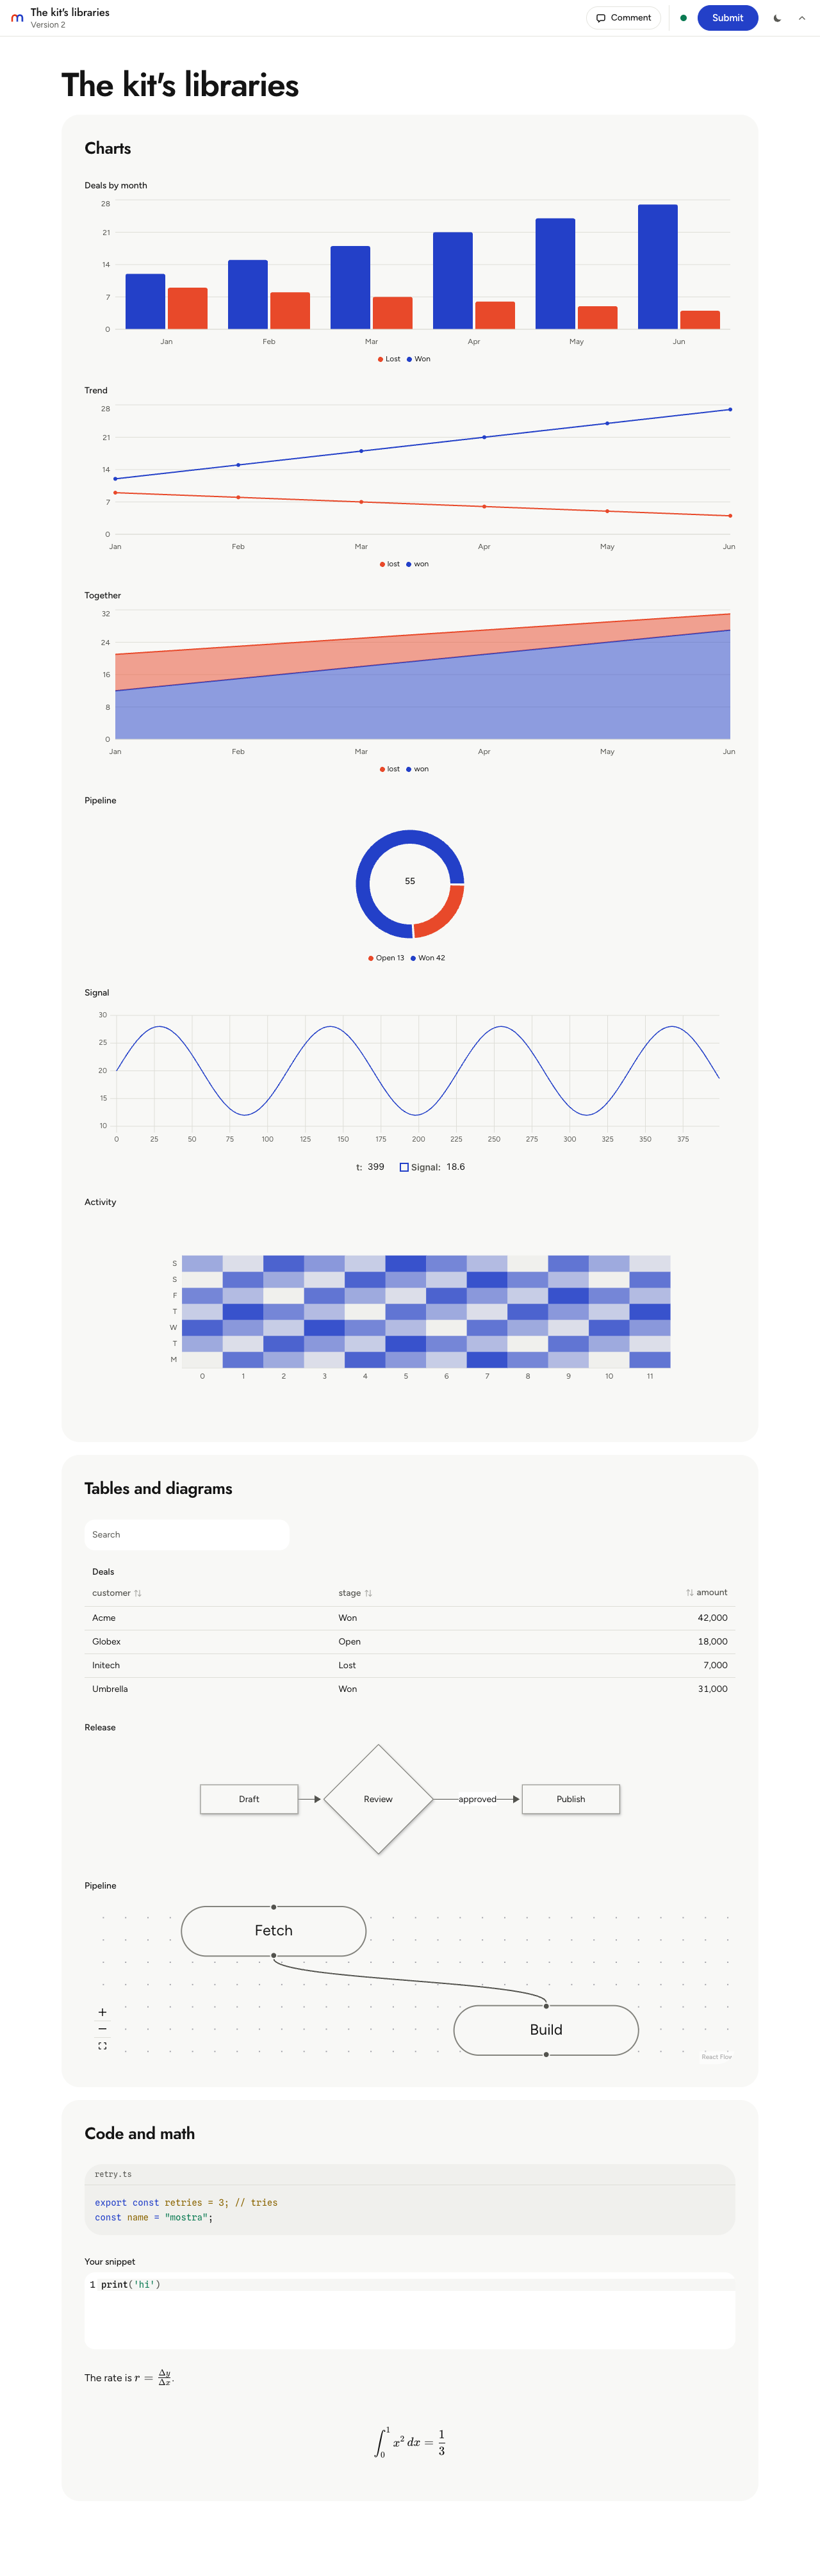 The kit's libraries
Version 2
Comment
Submit
The kit's libraries
Charts
Deals by month
28
21
14
7
0
Jan Feb Mar Apr May Jun
Lost Won
Trend
28
21
14
7
0
Jan Feb Mar Apr May Jun
lost won
Together
32
24
16
8
0
Jan Feb Mar Apr May Jun
lost won
Pipeline
55
Open 13 Won 42
Signal
30
25
20
15
10
0 25 50 75 100 125 150 175 200 225 250 275 300 325 350 375
t: 399 Signal: 18.6
Activity
S
S
F
T
W
T
M
0 1 2 3 4 5 6 7 8 9 10 11
Tables and diagrams
Search
Deals
customer stage amount
Acme Won 42,000
Globex Open 18,000
Initech Lost 7,000
Umbrella Won 31,000
Release
Draft Review approved Publish
Pipeline
Fetch
Build
React Flow
Code and math
retry.ts
export const retries = 3; // tries
const name = "mostra";
Your snippet
1 print('hi')
The rate is r = Δy/Δx.
∫₀¹ x² dx = 1/3